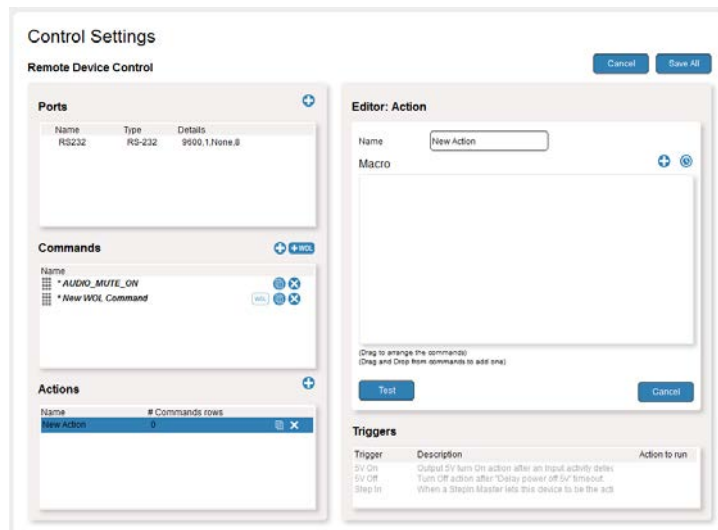 Control Settings
Remote Device Control
Cancel
Save All
Ports
Name Type Details
RS232 RS-232 9600,1,None,8
Commands
+WOL
Name
* AUDIO_MUTE_ON
* New WOL Command WOL
Actions
Name # Commands rows
New Action 0
Editor: Action
Name New Action
Macro
(Drag to arrange the commands)
(Drag and Drop from commands to add one)
Test
Cancel
Triggers
Trigger Description Action to run
5V On Output 5V turn On action after an input activity detec
5V Off Turn Off action after "Delay power off 5v" timeout.
Step In When a StepIn Master lets this device to be the acti